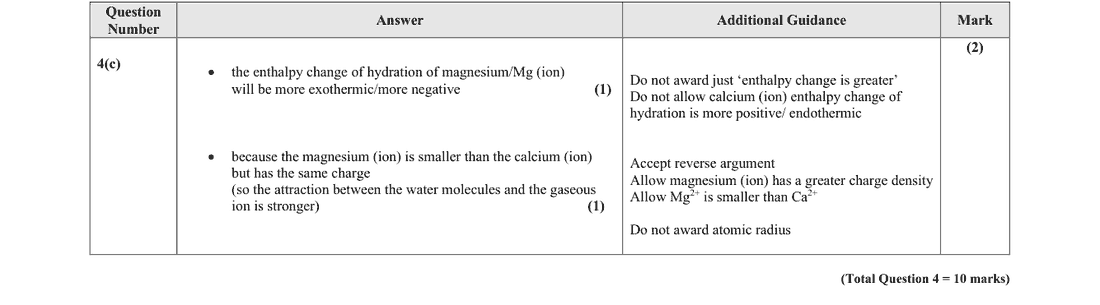 Question
Number
Answer
Additional Guidance
Mark
4(c)
• the enthalpy change of hydration of magnesium/Mg (ion)
will be more exothermic/more negative (1)
Do not award just ‘enthalpy change is greater’
Do not allow calcium (ion) enthalpy change of
hydration is more positive/ endothermic
(2)
• because the magnesium (ion) is smaller than the calcium (ion)
but has the same charge
(so the attraction between the water molecules and the gaseous
ion is stronger) (1)
Accept reverse argument
Allow magnesium (ion) has a greater charge density
Allow Mg²⁺ is smaller than Ca²⁺
Do not award atomic radius
(Total Question 4 = 10 marks)